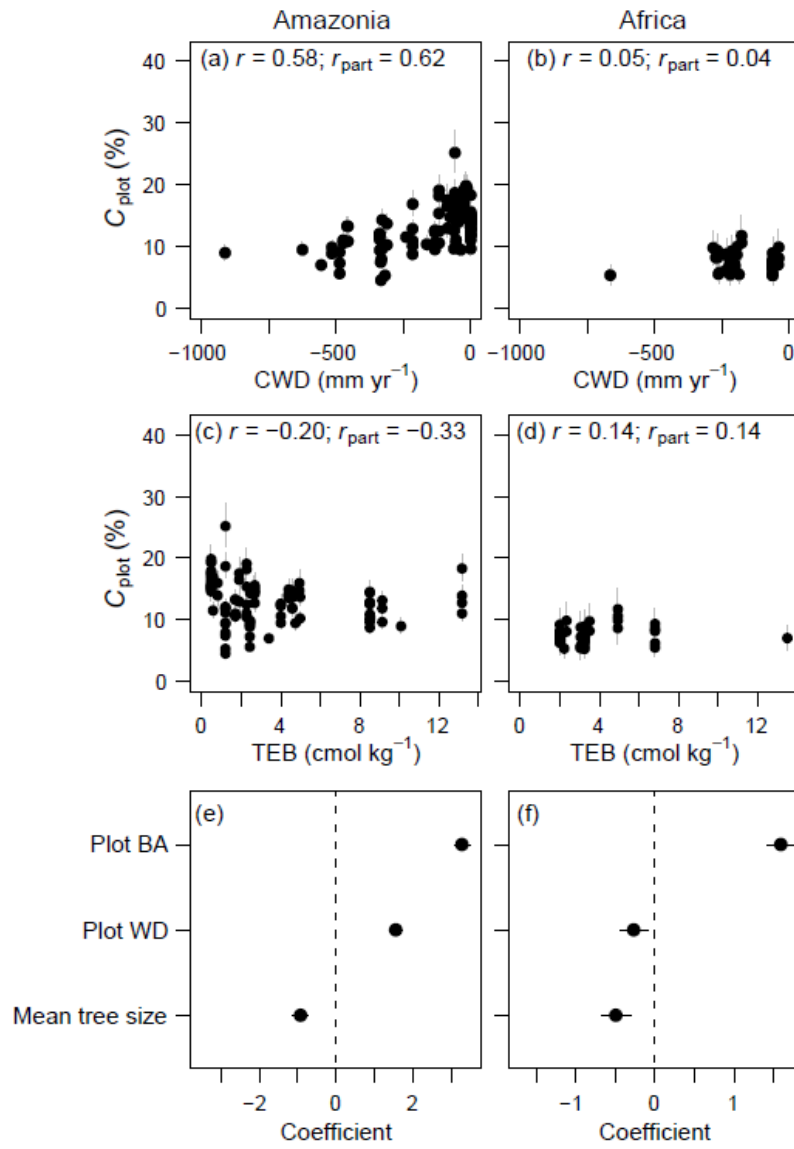 Amazonia Africa
(a) r = 0.58; rpart = 0.62 (b) r = 0.05; rpart = 0.04
40
30
20
10
0
Cplot (%)
−1000 −500 0 −1000 −500 0
CWD (mm yr−1) CWD (mm yr−1)
(c) r = −0.20; rpart = −0.33 (d) r = 0.14; rpart = 0.14
40
30
20
10
0
Cplot (%)
0 4 8 12 0 4 8 12
TEB (cmol kg−1) TEB (cmol kg−1)
(e) (f)
Plot BA
Plot WD
Mean tree size
−2 0 2 −1 0 1
Coefficient Coefficient